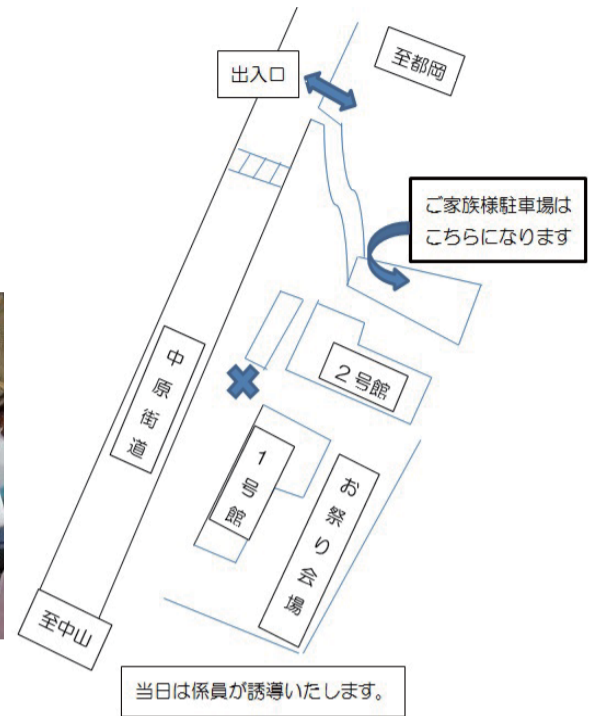 至都岡
出入口
ご家族様駐車場は
こちらになります
２号館
中原街道
１号館
お祭り会場
至中山
当日は係員が誘導いたします。